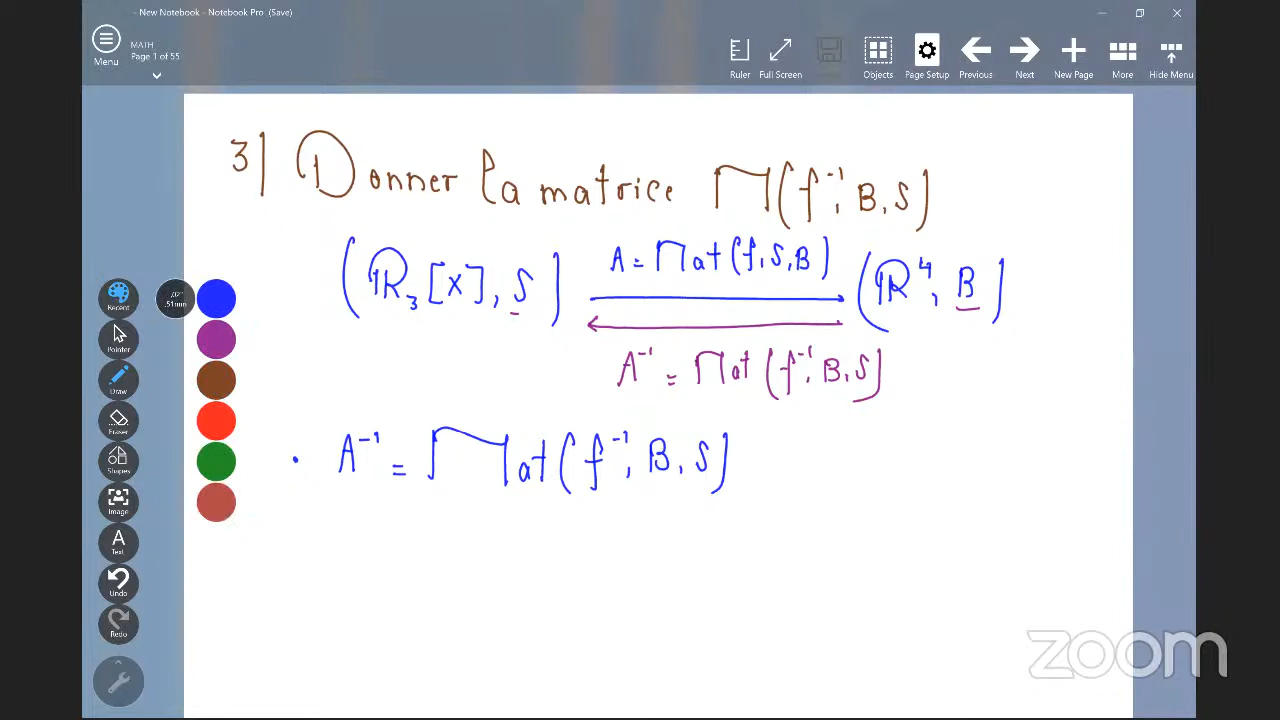 - New Notebook - Notebook Pro (Save)
Menu
MATH
Page 1 of 55
Ruler
Full Screen
Objects
Page Setup
Previous
Next
New Page
More
Hide Menu
3) Donner la matrice M(f⁻¹, B, S)
(ℝ₃[X], S) A = Mat(f, S, B) (ℝ⁴, B)
A⁻¹ = Mat(f⁻¹, B, S)
• A⁻¹ = Mat(f⁻¹, B, S)
Recent
.02"
.51mm
Pointer
Draw
Eraser
Shapes
Image
A
Text
Undo
Redo
zoom